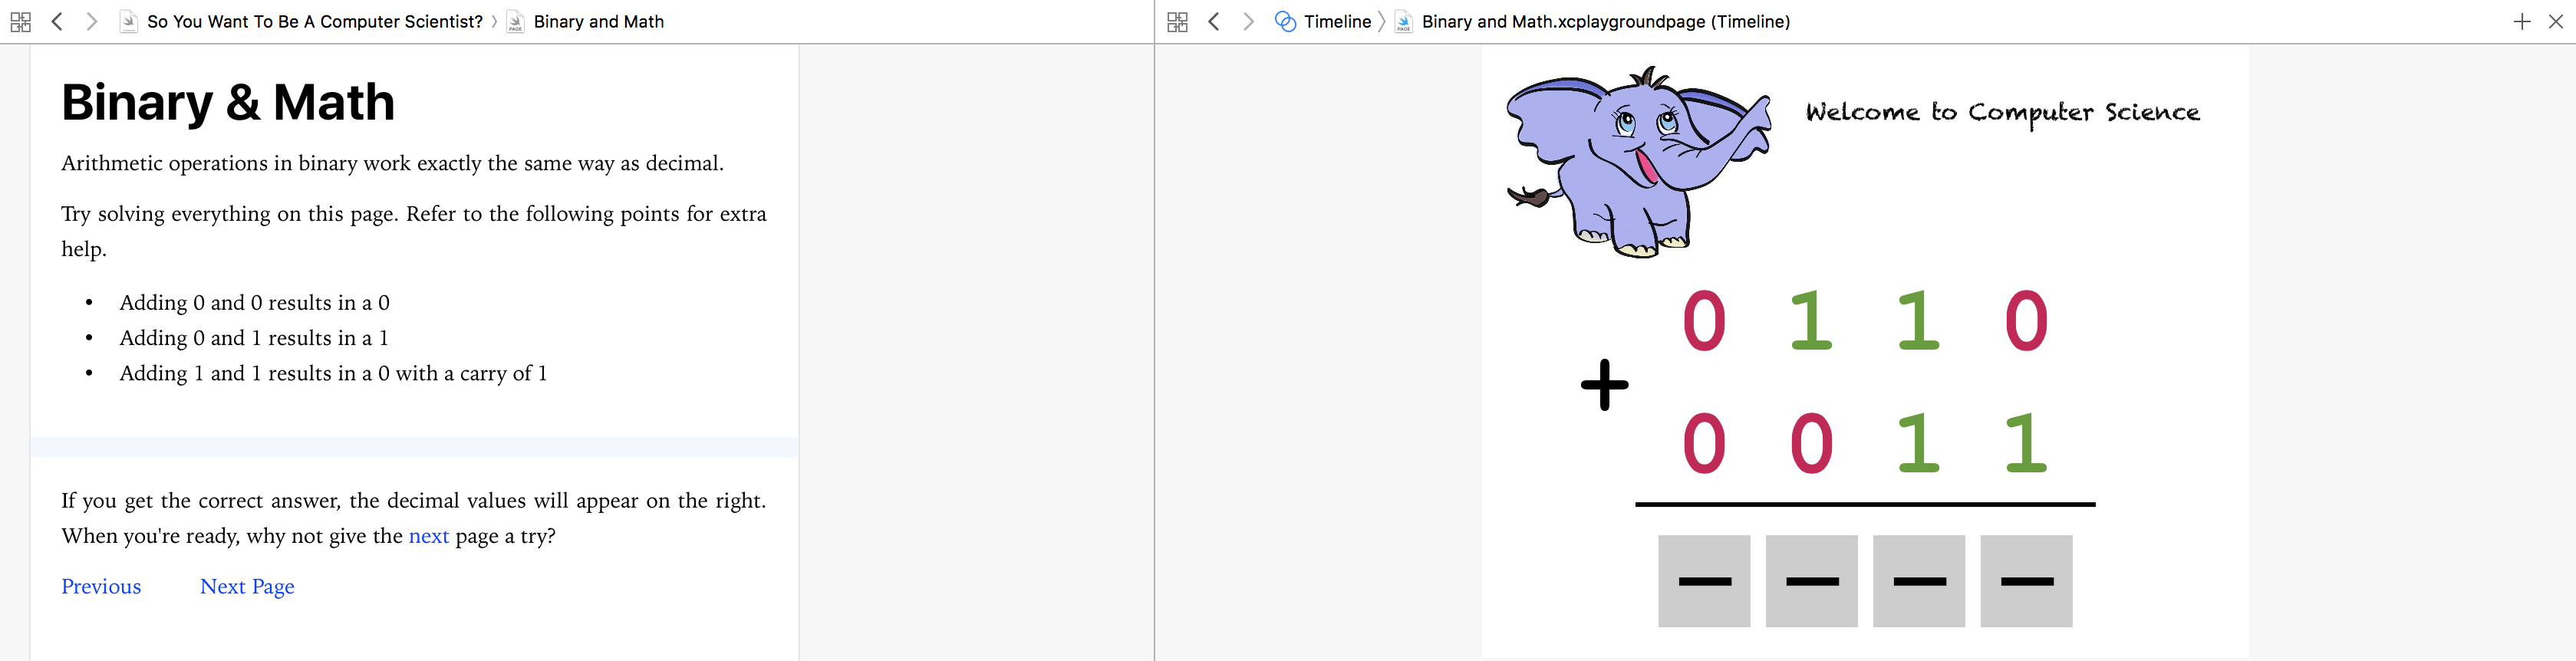 So You Want To Be A Computer Scientist? 〉 Binary and Math
Timeline 〉 Binary and Math.xcplaygroundpage (Timeline)
Binary & Math
Arithmetic operations in binary work exactly the same way as decimal.
Try solving everything on this page. Refer to the following points for extra
help.
• Adding 0 and 0 results in a 0
• Adding 0 and 1 results in a 1
• Adding 1 and 1 results in a 0 with a carry of 1
If you get the correct answer, the decimal values will appear on the right.
When you're ready, why not give the next page a try?
Previous Next Page
Welcome to Computer Science
0 1 1 0
+
0 0 1 1
– – – –